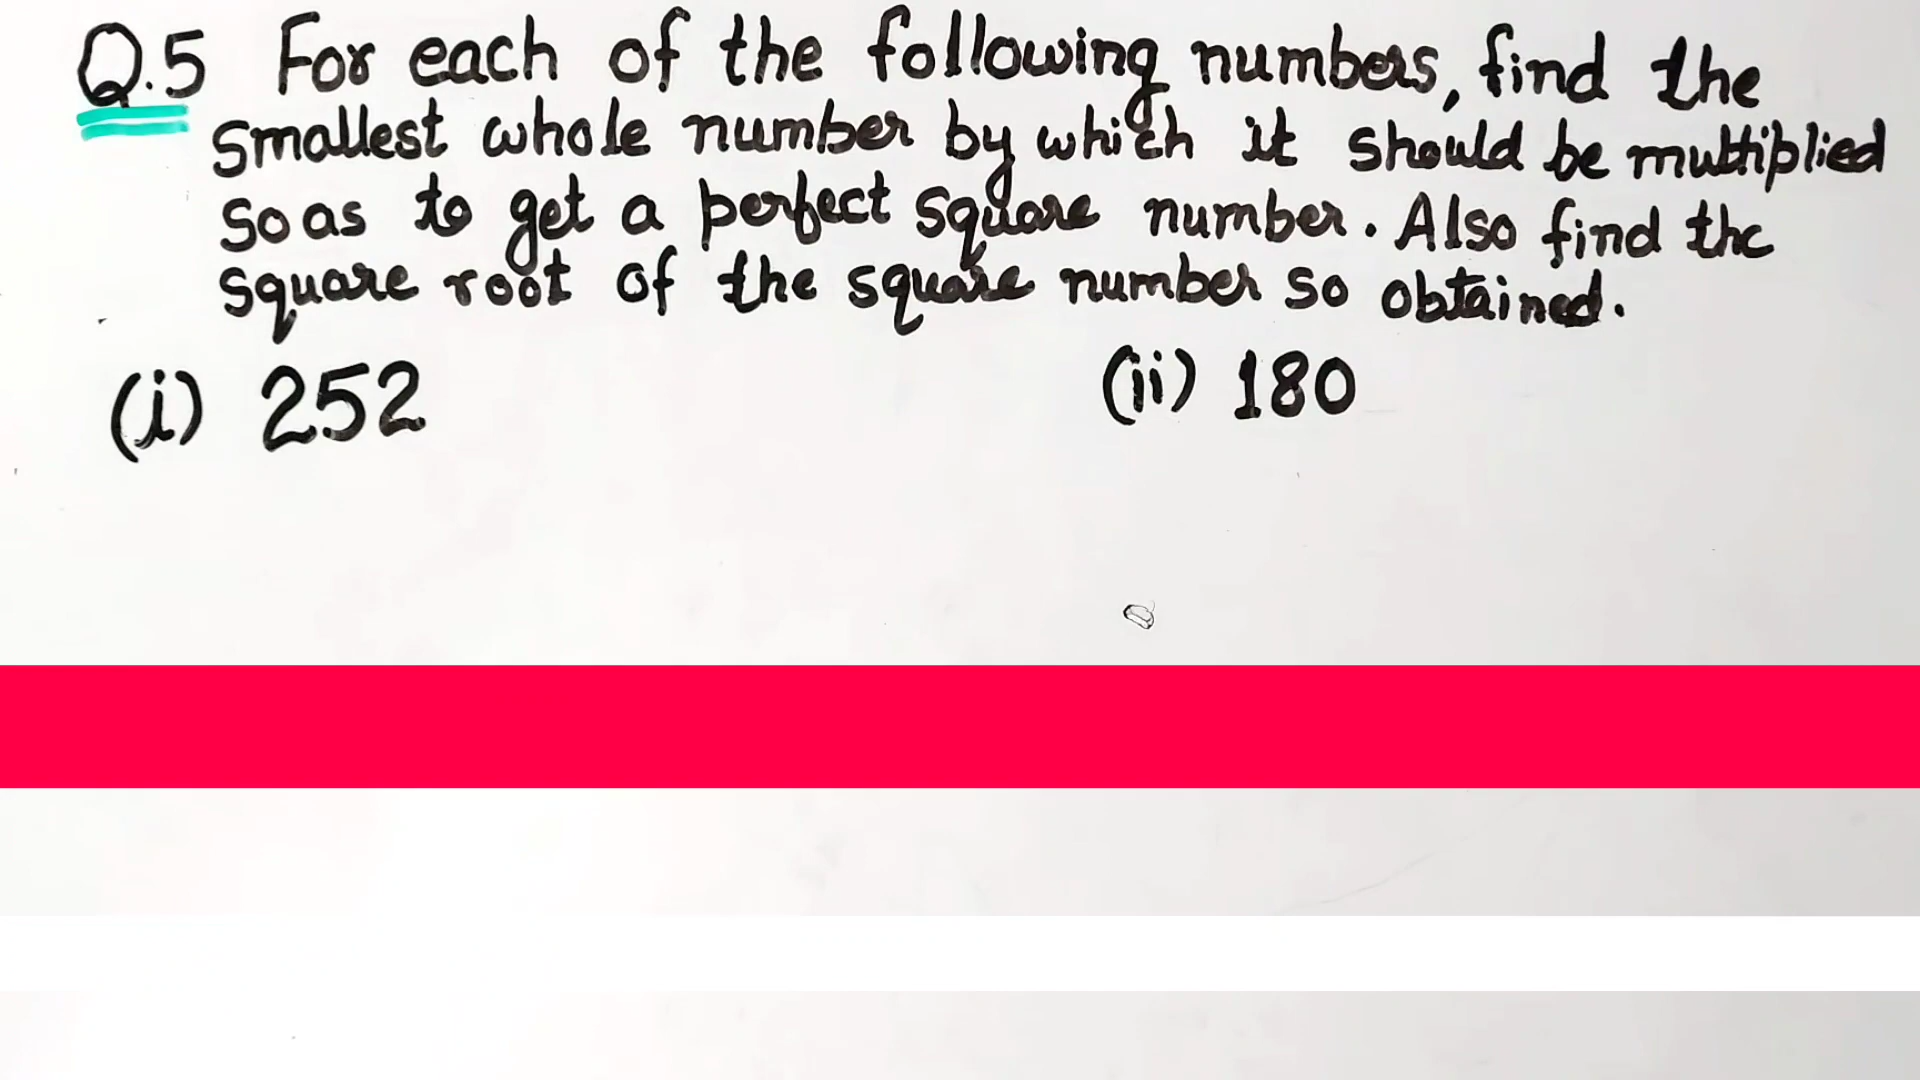 Q.5 For each of the following numbers, find the
smallest whole number by which it should be multiplied
so as to get a perfect square number. Also find the
square root of the square number so obtained.
(i) 252 (ii) 180